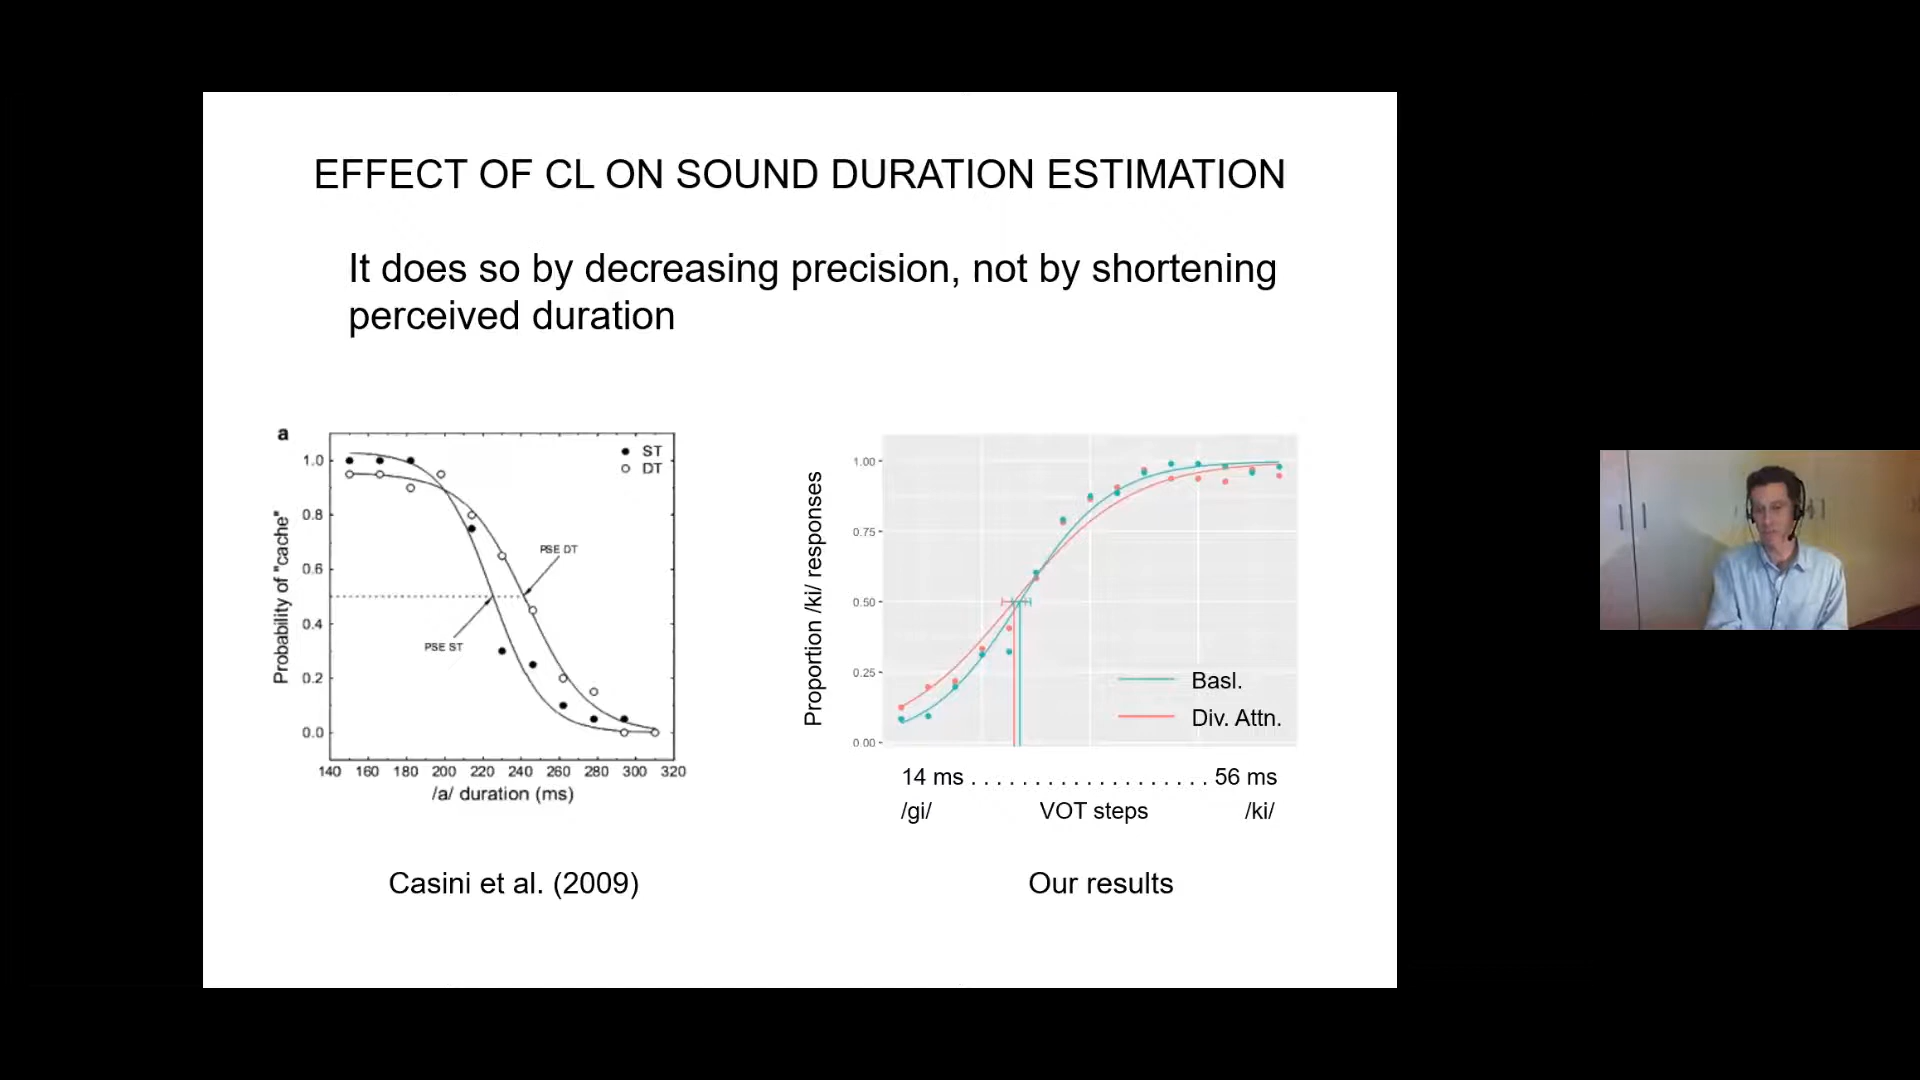 EFFECT OF CL ON SOUND DURATION ESTIMATION
It does so by decreasing precision, not by shortening
perceived duration
a
ST
DT
1.0
0.8
0.6
0.4
0.2
0.0
Probability of "cache"
PSE DT
PSE ST
140 160 180 200 220 240 260 280 300 320
/a/ duration (ms)
Casini et al. (2009)
Proportion /ki/ responses
1.00
0.75
0.50
0.25
0.00
Basl.
Div. Attn.
14 ms . . . . . . . . . . . . . . . . . . . 56 ms
/gi/ VOT steps /ki/
Our results